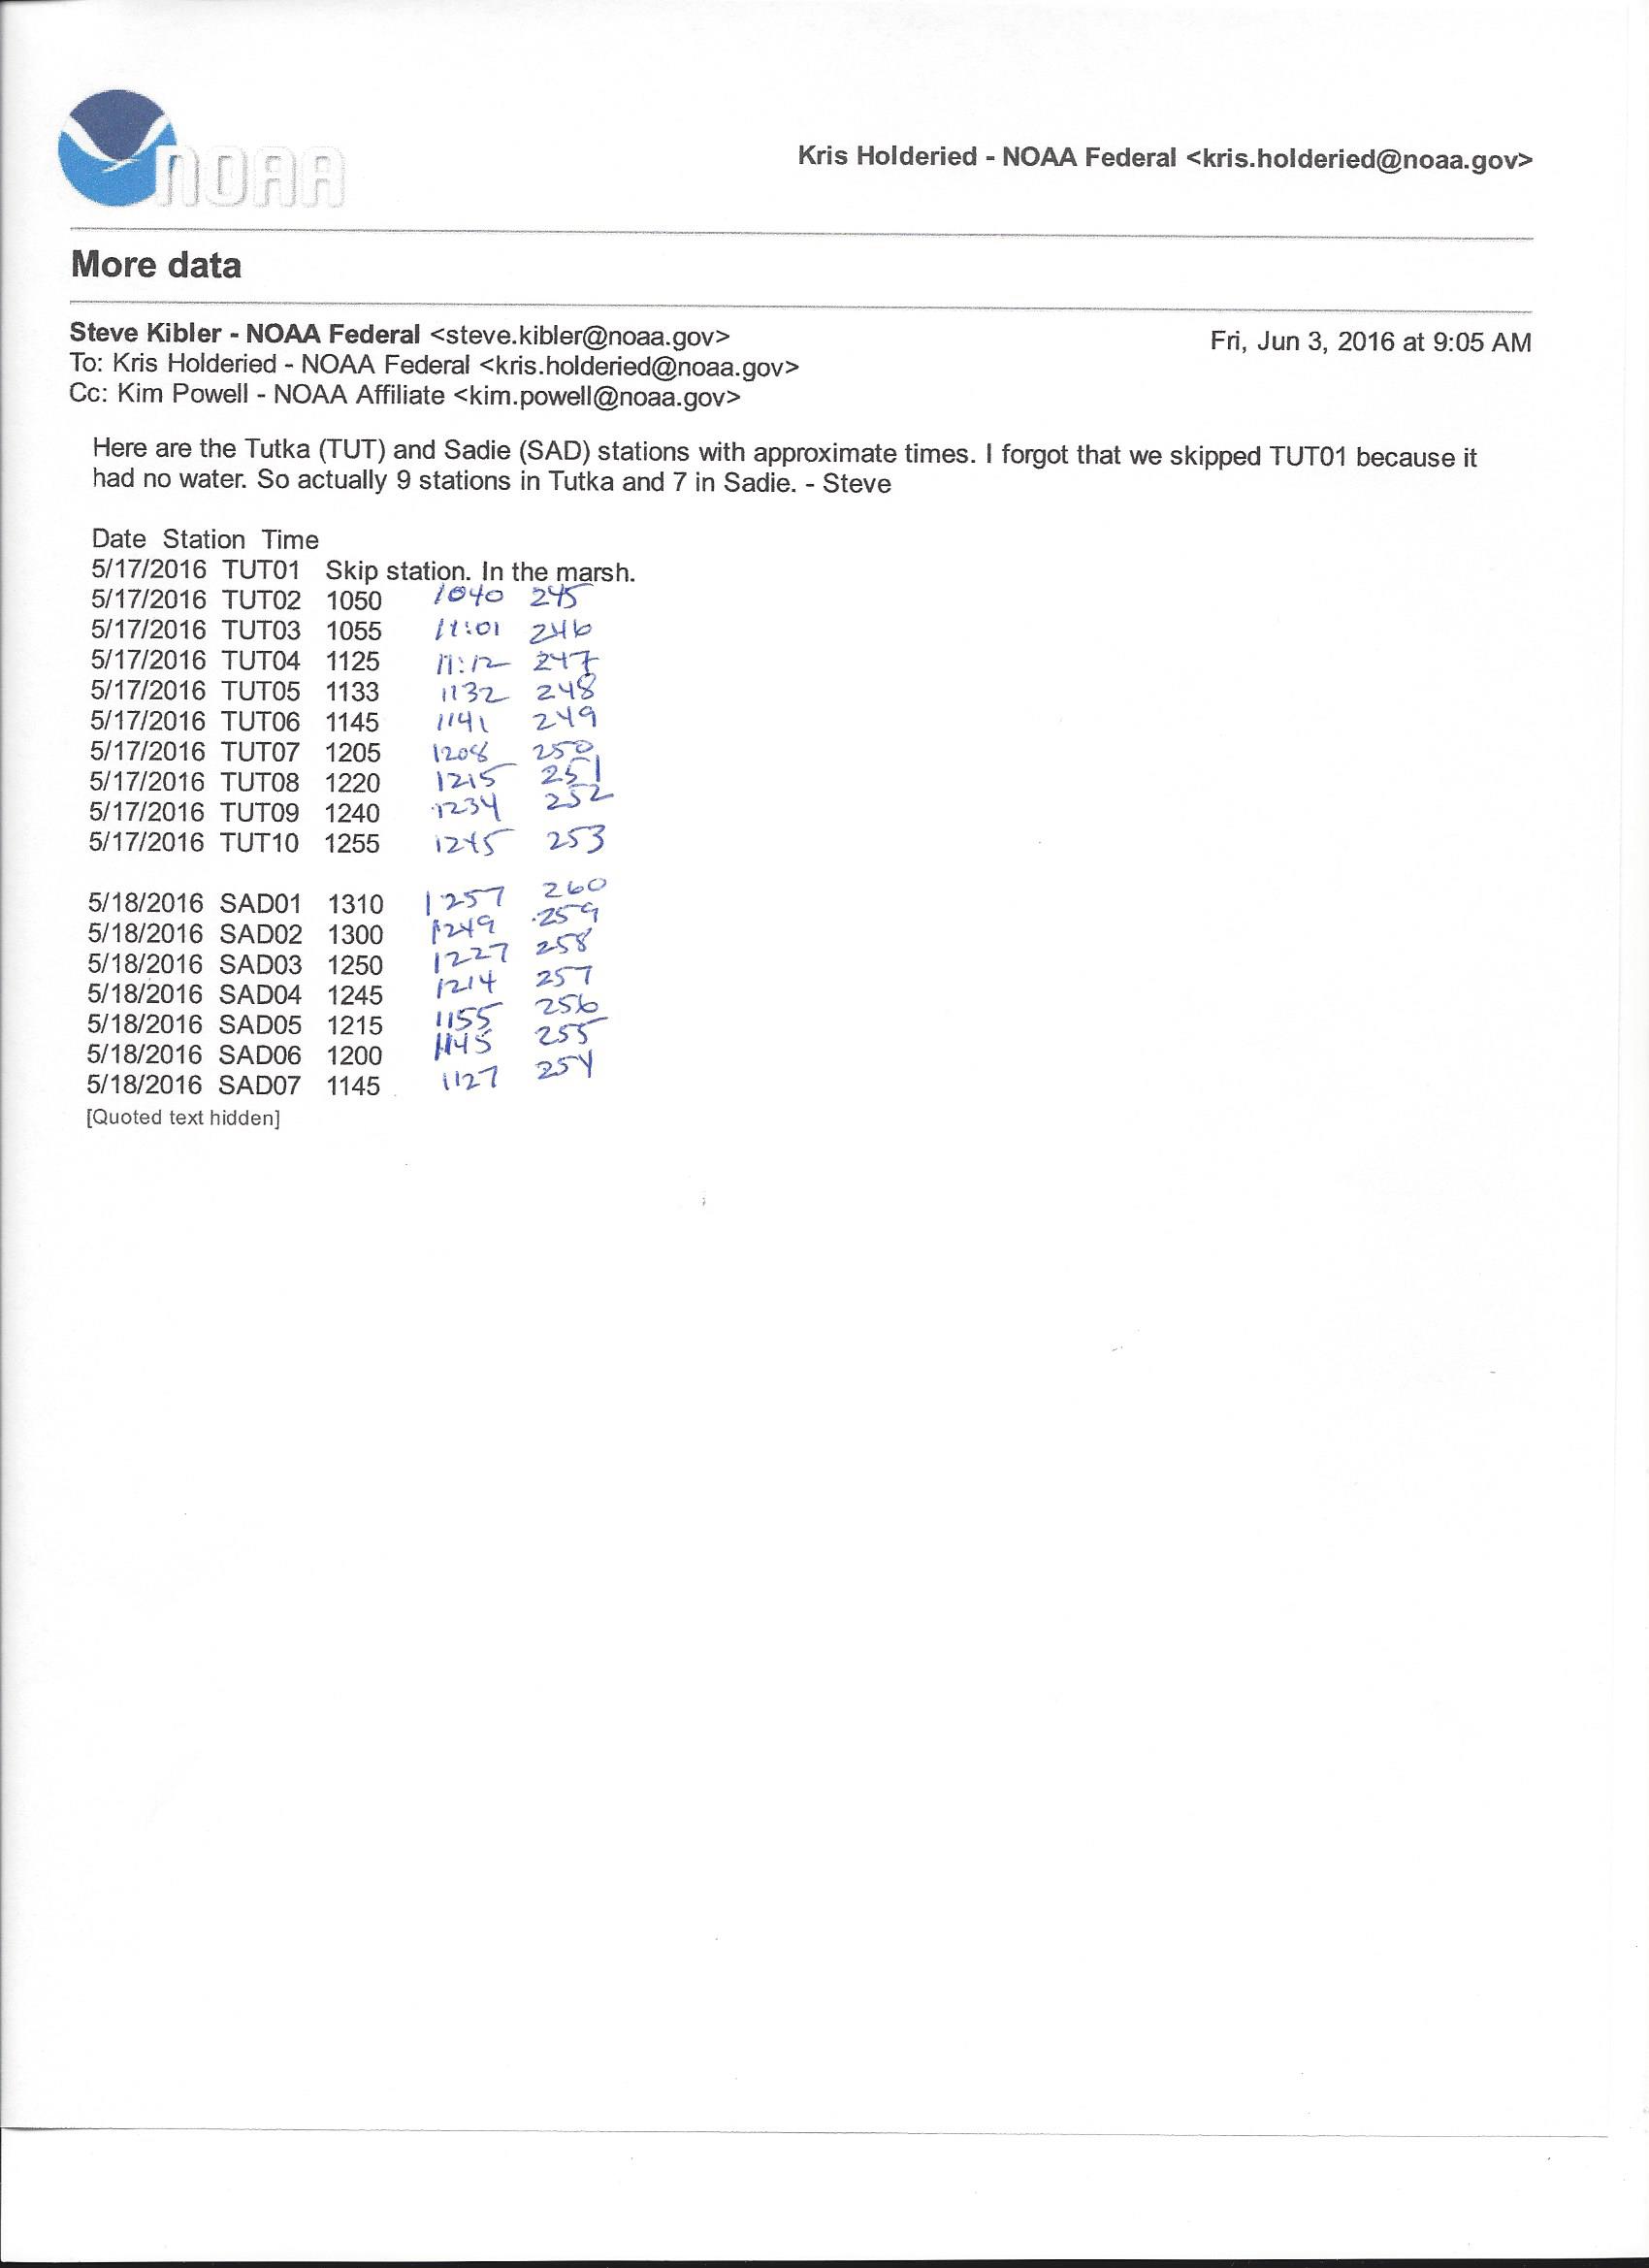 NOAA
Kris Holderied - NOAA Federal <kris.holderied@noaa.gov>
More data
Steve Kibler - NOAA Federal <steve.kibler@noaa.gov>
Fri, Jun 3, 2016 at 9:05 AM
To: Kris Holderied - NOAA Federal <kris.holderied@noaa.gov>
Cc: Kim Powell - NOAA Affiliate <kim.powell@noaa.gov>
Here are the Tutka (TUT) and Sadie (SAD) stations with approximate times. I forgot that we skipped TUT01 because it
had no water. So actually 9 stations in Tutka and 7 in Sadie. - Steve
Date Station Time
5/17/2016 TUT01 Skip station. In the marsh.
5/17/2016 TUT02 1050 1040 245
5/17/2016 TUT03 1055 11:01 246
5/17/2016 TUT04 1125 11:12 247
5/17/2016 TUT05 1133 1132 248
5/17/2016 TUT06 1145 1141 249
5/17/2016 TUT07 1205 1208 250
5/17/2016 TUT08 1220 1215 251
5/17/2016 TUT09 1240 1234 252
5/17/2016 TUT10 1255 1245 253
5/18/2016 SAD01 1310 1257 260
5/18/2016 SAD02 1300 1249 259
5/18/2016 SAD03 1250 1227 258
5/18/2016 SAD04 1245 1214 257
5/18/2016 SAD05 1215 1155 256
5/18/2016 SAD06 1200 1145 255
5/18/2016 SAD07 1145 1127 254
[Quoted text hidden]